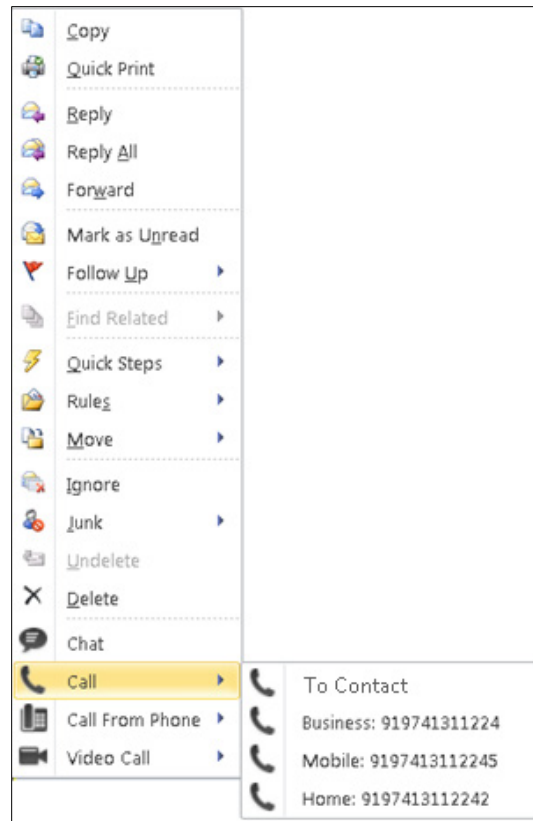 Copy
Quick Print
Reply
Reply All
Forward
Mark as Unread
Follow Up
Find Related
Quick Steps
Rules
Move
Ignore
Junk
Undelete
Delete
Chat
Call
Call From Phone
Video Call
To Contact
Business: 919741311224
Mobile: 9197413112245
Home: 9197413112242